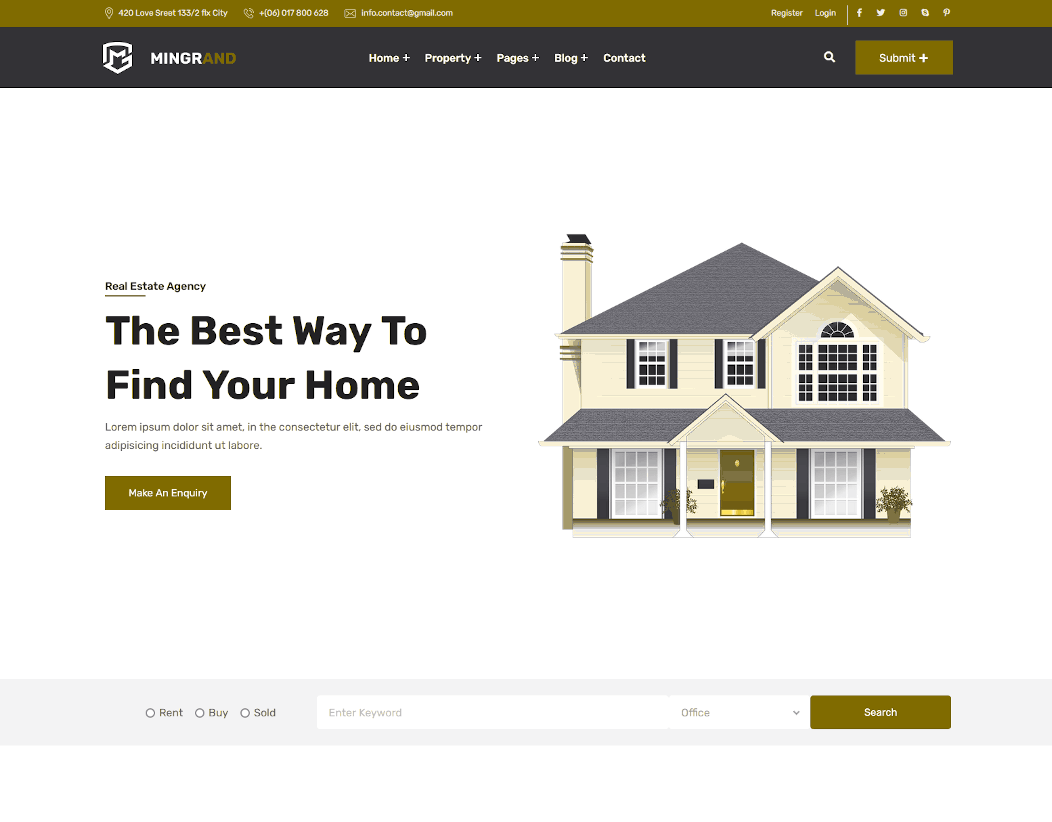 420 Love Sreet 133/2 flx City +(06) 017 800 628 info.contact@gmail.com Register Login
MINGRAND Home + Property + Pages + Blog + Contact Submit +
Real Estate Agency
The Best Way To
Find Your Home
Lorem ipsum dolor sit amet, in the consectetur elit, sed do eiusmod tempor
adipisicing incididunt ut labore.
Make An Enquiry
Rent Buy Sold Enter Keyword Office Search